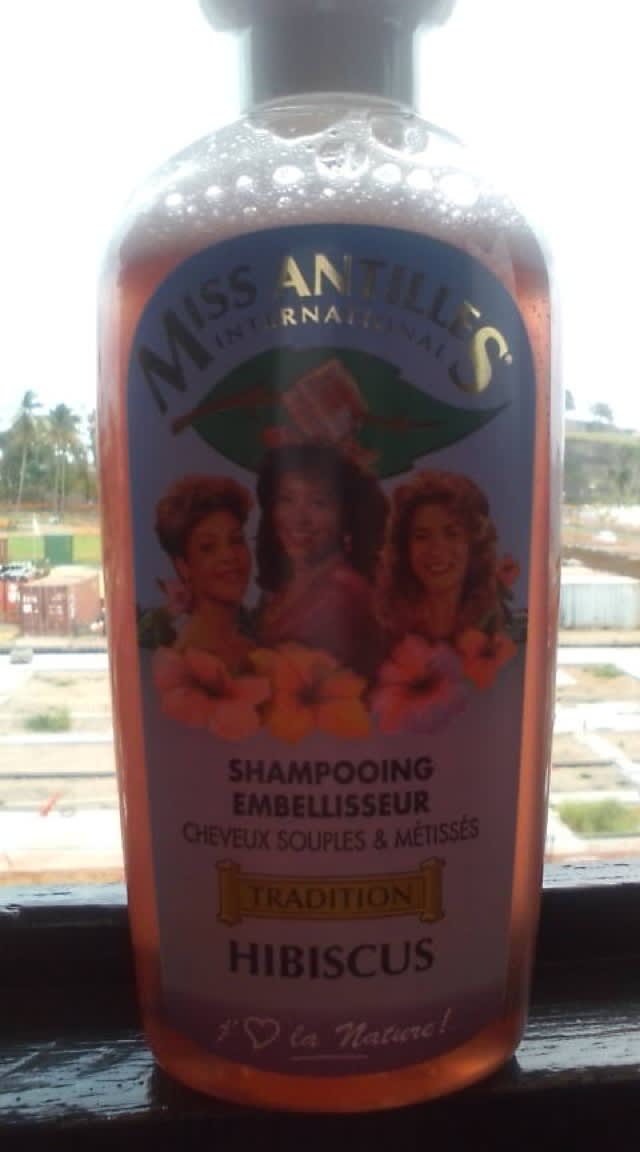 MISS ANTILLES
INTERNATIONAL
SHAMPOOING
EMBELLISSEUR
CHEVEUX SOUPLES & MÉTISSÉS
TRADITION
HIBISCUS
j'♡ la Nature!